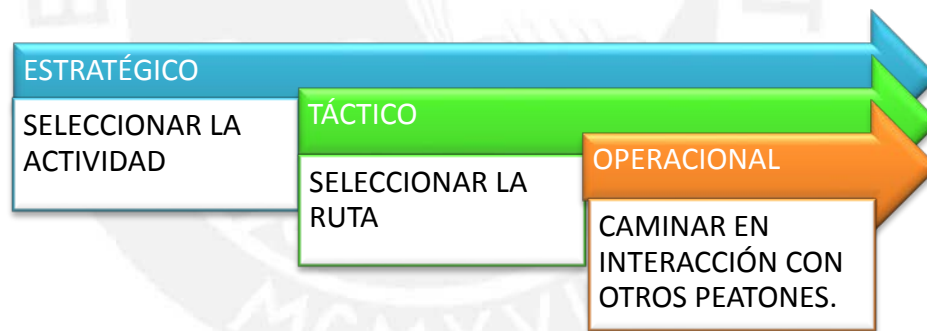 ESTRATÉGICO
SELECCIONAR LA
ACTIVIDAD
TÁCTICO
SELECCIONAR LA
RUTA
OPERACIONAL
CAMINAR EN
INTERACCIÓN CON
OTROS PEATONES.